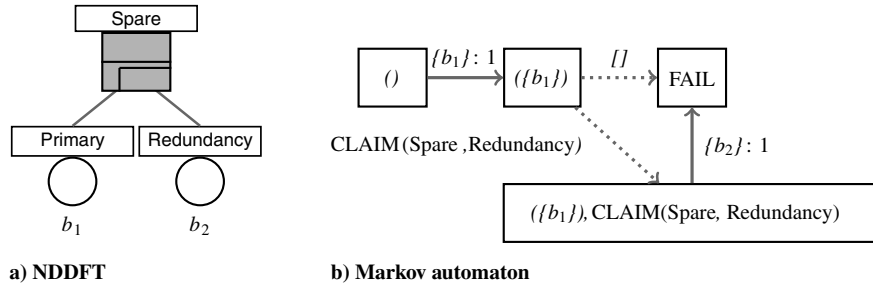 Spare
Primary
Redundancy
b1
b2
a) NDDFT
()
{b1}: 1
({b1})
[]
FAIL
CLAIM(Spare ,Redundancy)
{b2}: 1
({b1}), CLAIM(Spare, Redundancy)
b) Markov automaton